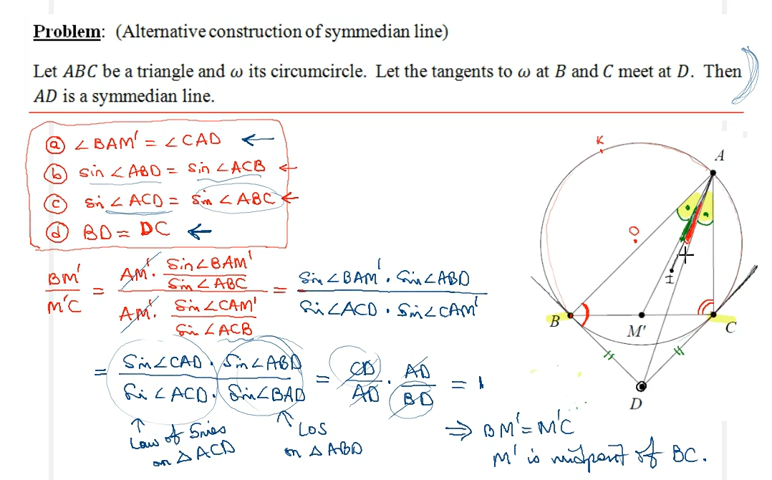 Problem: (Alternative construction of symmedian line)
Let ABC be a triangle and ω its circumcircle. Let the tangents to ω at B and C meet at D. Then
AD is a symmedian line.
ⓐ ∠BAM' = ∠CAD ←
ⓑ sin∠ABD = sin∠ACB ←
ⓒ sin∠ACD = sin∠ABC ←
ⓓ BD = DC ←
BM'/M'C = (AM' · sin∠BAM'/sin∠ABC)/(AM' · sin∠CAM'/sin∠ACB) = (sin∠BAM' · sin∠ABD)/(sin∠ACD · sin∠CAM')
= (sin∠CAD · sin∠ABD)/(sin∠ACD · sin∠BAD) = CD/AD · AD/BD = 1
↑ ↑
Law of Sines
on △ACD
LOS
on △ABD
⇒ BM' = M'C
M' is midpoint of BC.
K
A
O
I
B
M'
C
D